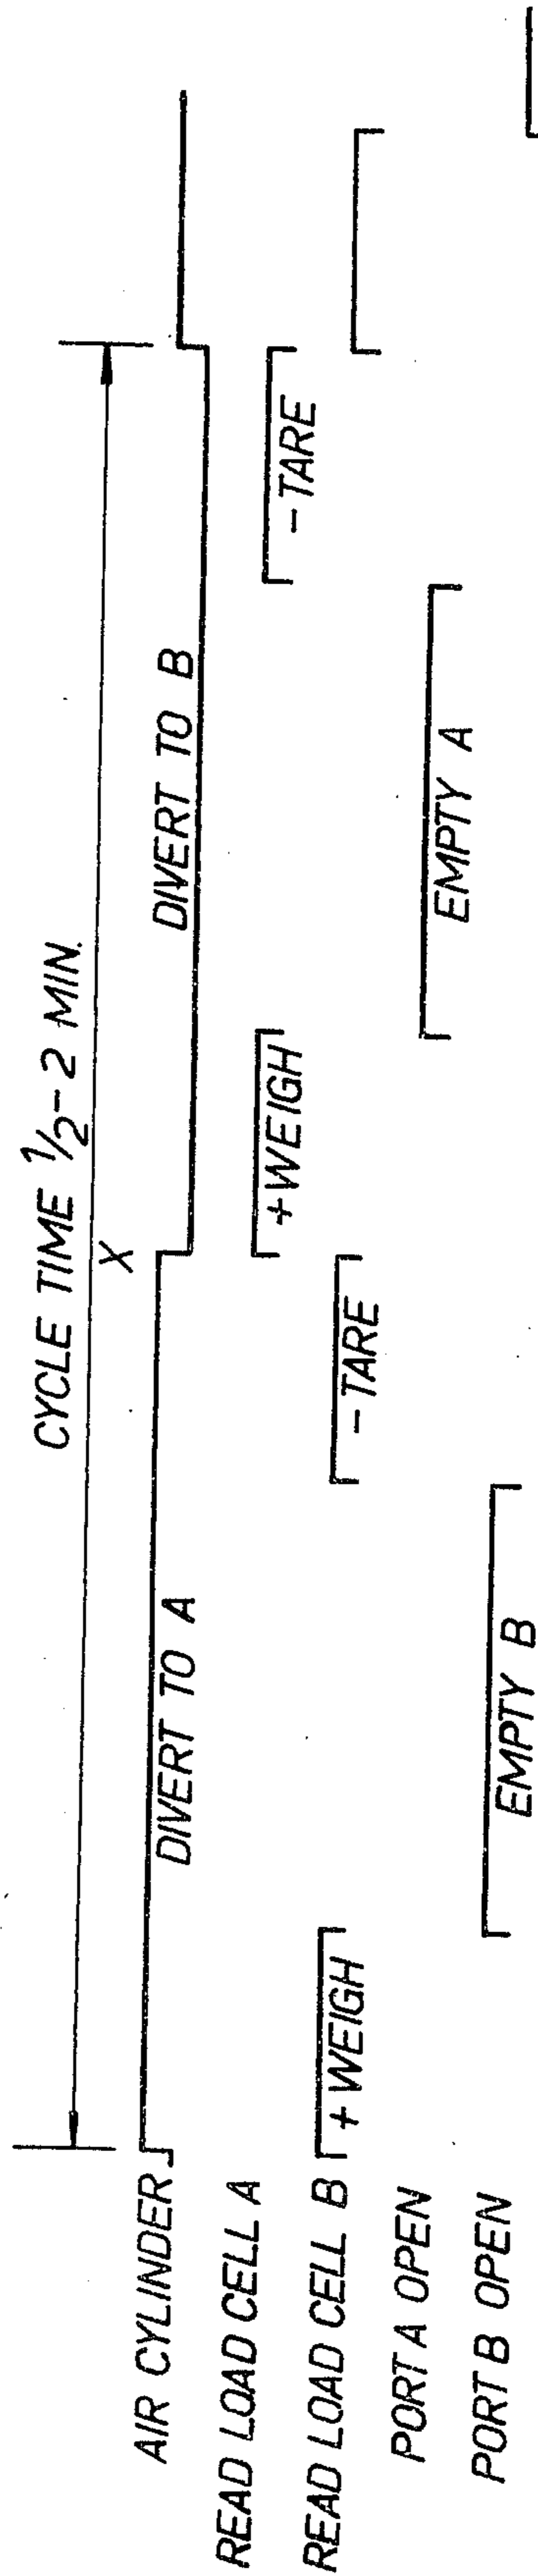 CYCLE TIME 1/2-2 MIN.
X
AIR CYLINDER
DIVERT TO A
DIVERT TO B
READ LOAD CELL A
+WEIGH
-TARE
READ LOAD CELL B
+WEIGH
-TARE
PORT A OPEN
EMPTY A
PORT B OPEN
EMPTY B